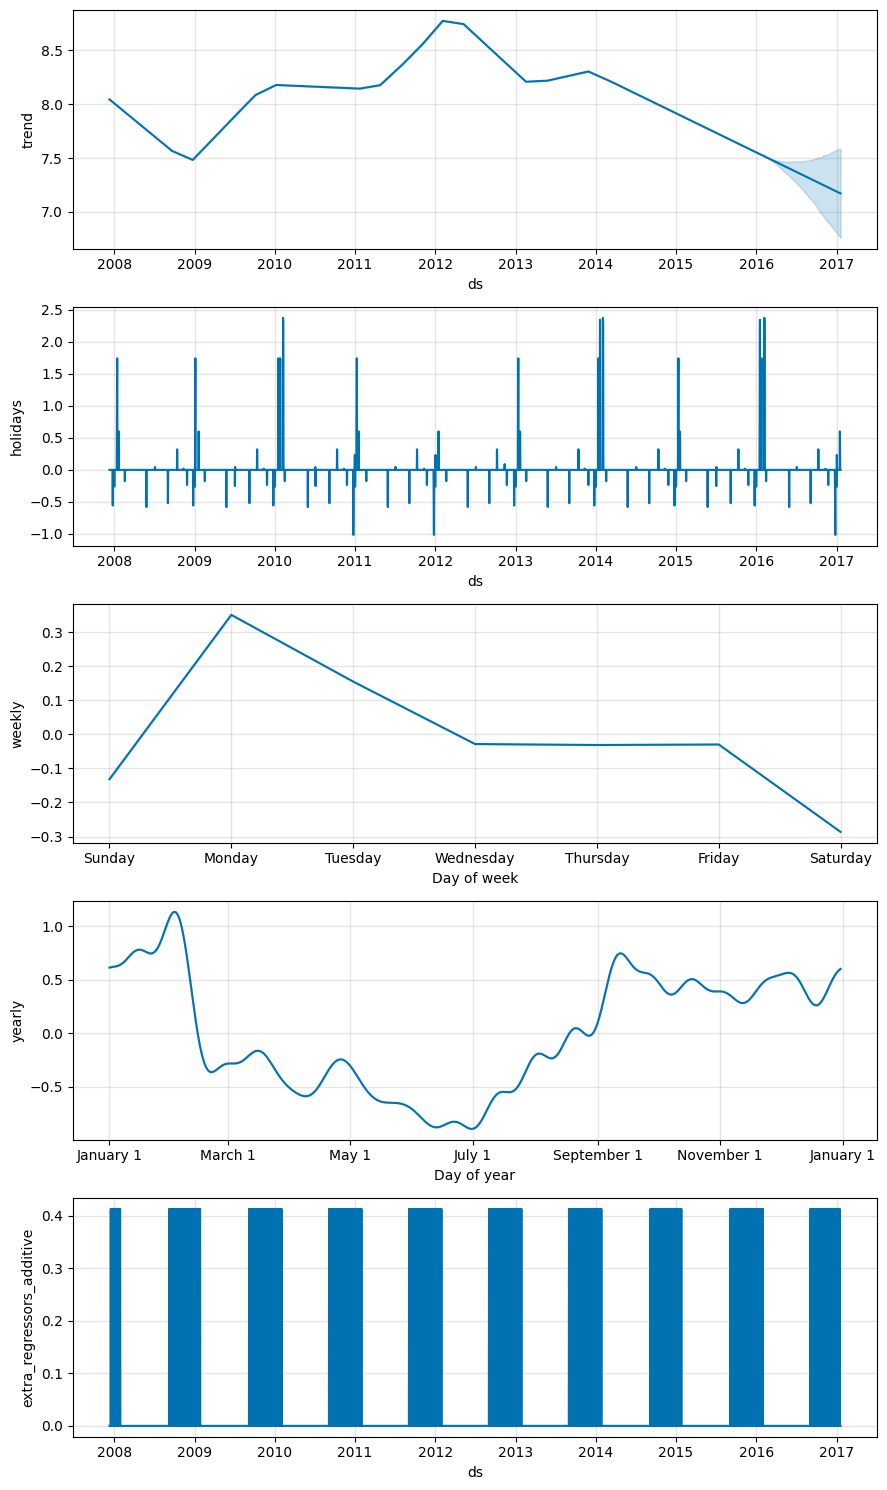 trend
8.5
8.0
7.5
7.0
2008 2009 2010 2011 2012 2013 2014 2015 2016 2017
ds
holidays
2.5
2.0
1.5
1.0
0.5
0.0
−0.5
−1.0
2008 2009 2010 2011 2012 2013 2014 2015 2016 2017
ds
weekly
0.3
0.2
0.1
0.0
−0.1
−0.2
−0.3
Sunday Monday Tuesday Wednesday Thursday Friday Saturday
Day of week
yearly
1.0
0.5
0.0
−0.5
January 1 March 1 May 1 July 1 September 1 November 1 January 1
Day of year
extra_regressors_additive
0.4
0.3
0.2
0.1
0.0
2008 2009 2010 2011 2012 2013 2014 2015 2016 2017
ds